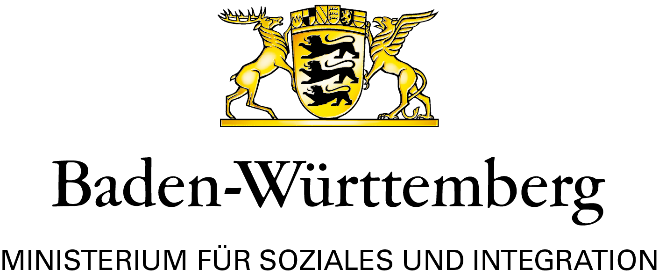 Baden-Württemberg
MINISTERIUM FÜR SOZIALES UND INTEGRATION